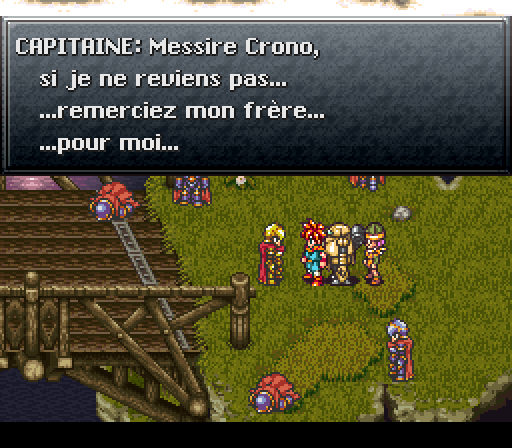 CAPITAINE: Messire Crono,
si je ne reviens pas...
...remerciez mon frère...
...pour moi...